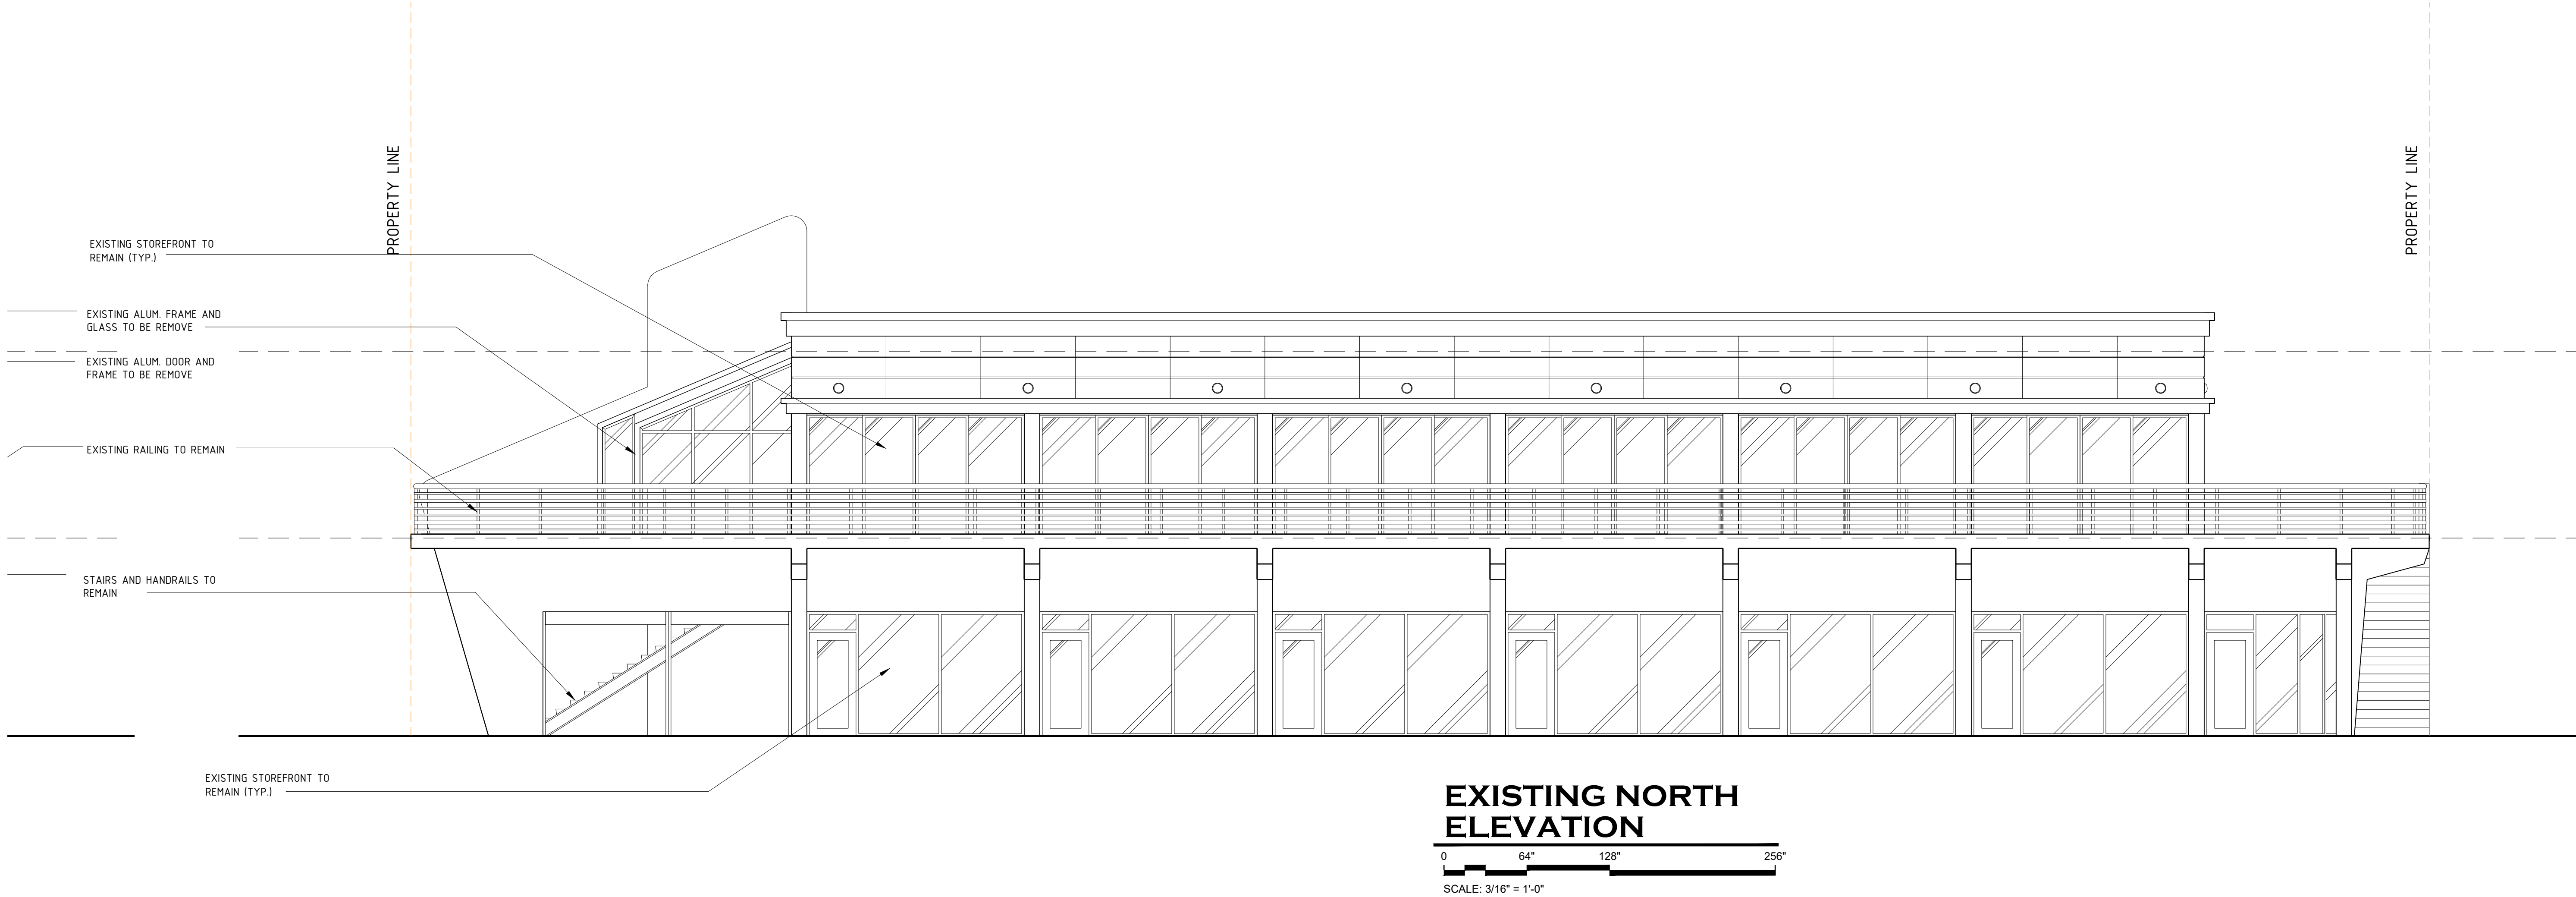 PROPERTY LINE
PROPERTY LINE
EXISTING STOREFRONT TO
REMAIN (TYP.)
EXISTING ALUM. FRAME AND
GLASS TO BE REMOVE
EXISTING ALUM. DOOR AND
FRAME TO BE REMOVE
EXISTING RAILING TO REMAIN
STAIRS AND HANDRAILS TO
REMAIN
EXISTING STOREFRONT TO
REMAIN (TYP.)
EXISTING NORTH
ELEVATION
0 64" 128" 256"
SCALE: 3/16" = 1'-0"